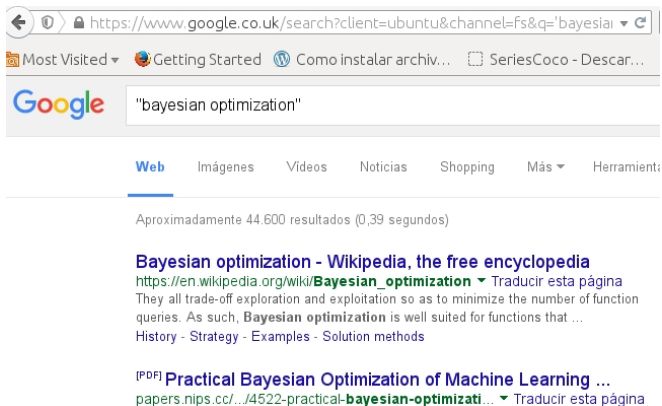 https://www.google.co.uk/search?client=ubuntu&channel=fs&q='bayesia
Most Visited Getting Started Como instalar archiv... SeriesCoco - Descar...
Google "bayesian optimization"
Web Imágenes Vídeos Noticias Shopping Más Herramienta
Aproximadamente 44.600 resultados (0,39 segundos)
Bayesian optimization - Wikipedia, the free encyclopedia
https://en.wikipedia.org/wiki/Bayesian_optimization Traducir esta página
They all trade-off exploration and exploitation so as to minimize the number of function
queries. As such, Bayesian optimization is well suited for functions that ...
History - Strategy - Examples - Solution methods
[PDF] Practical Bayesian Optimization of Machine Learning ...
papers.nips.cc/.../4522-practical-bayesian-optimizati... Traducir esta página